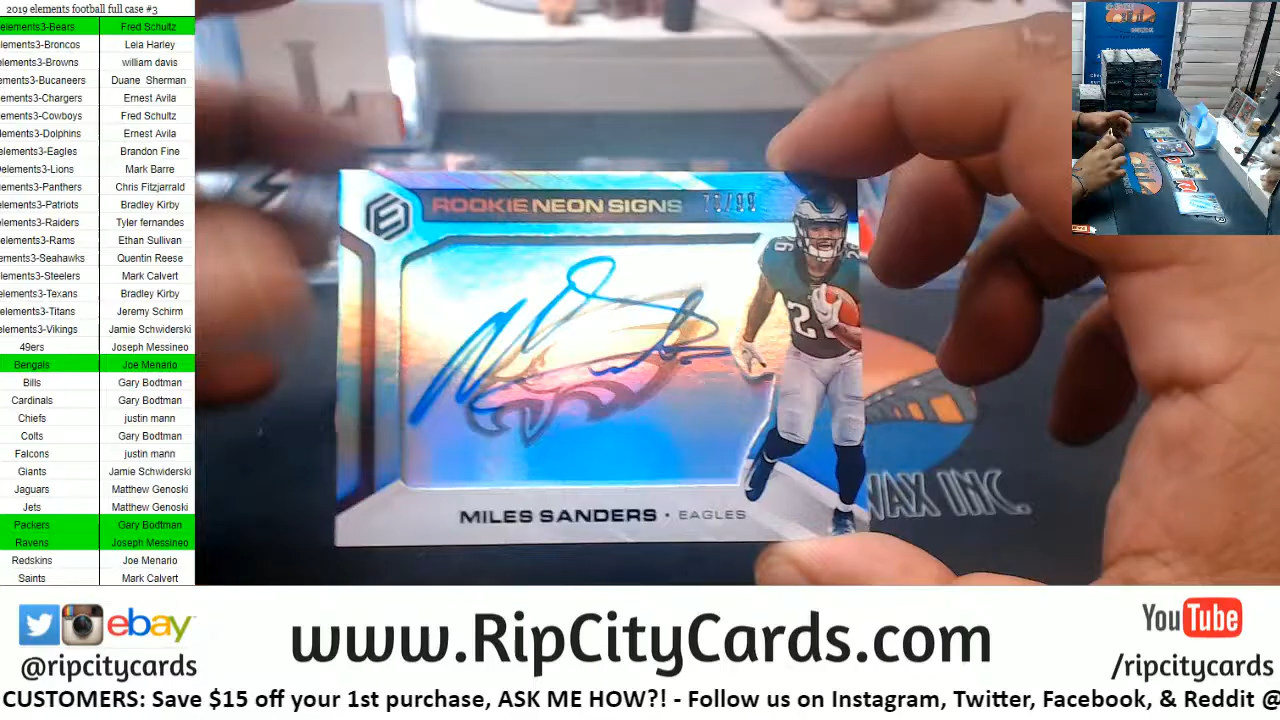 2019 elements football full case #3
elements3-Bears Fred Schultz
lements3-Broncos Leia Harley
elements3-Browns william davis
ements3-Bucaneers Duane Sherman
ements3-Chargers Ernest Avila
ements3-Cowboys Fred Schultz
elements3-Dolphins Ernest Avila
elements3-Eagles Brandon Fine
elements3-Lions Mark Barre
ements3-Panthers Chris Fitzjarrald
elements3-Patriots Bradley Kirby
elements3-Raiders Tyler fernandes
elements3-Rams Ethan Sullivan
ements3-Seahawks Quentin Reese
elements3-Steelers Mark Calvert
elements3-Texans Bradley Kirby
elements3-Titans Jeremy Schirm
elements3-Vikings Jamie Schwiderski
49ers Joseph Messineo
Bengals Joe Menario
Bills Gary Bodtman
Cardinals Gary Bodtman
Chiefs justin mann
Colts Gary Bodtman
Falcons justin mann
Giants Jamie Schwiderski
Jaguars Matthew Genoski
Jets Matthew Genoski
Packers Gary Bodtman
Ravens Joseph Messineo
Redskins Joe Menario
Saints Mark Calvert
ROOKIE NEON SIGNS
26
MILES SANDERS • EAGLES
WAX INC.
ebay
@ripcitycards
www.RipCityCards.com
YouTube
/ripcitycards
CUSTOMERS: Save $15 off your 1st purchase, ASK ME HOW?! - Follow us on Instagram, Twitter, Facebook, & Reddit @